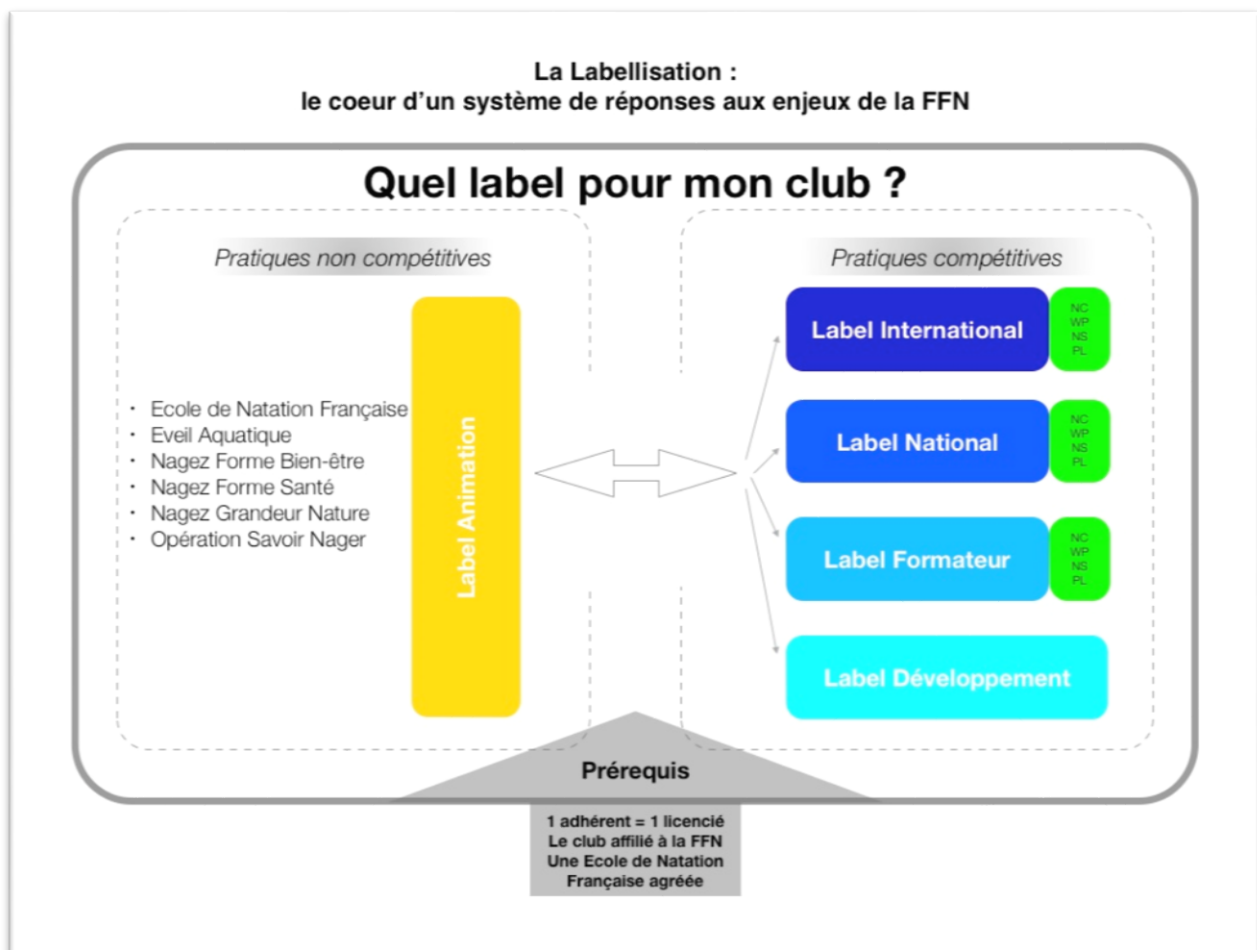 La Labellisation :
le coeur d'un système de réponses aux enjeux de la FFN
Quel label pour mon club ?
Pratiques non compétitives
• Ecole de Natation Française
• Eveil Aquatique
• Nagez Forme Bien-être
• Nagez Forme Santé
• Nagez Grandeur Nature
• Opération Savoir Nager
Label Animation
Pratiques compétitives
Label International
NC
WP
NS
PL
Label National
NC
WP
NS
PL
Label Formateur
NC
WP
NS
PL
Label Développement
Prérequis
1 adhérent = 1 licencié
Le club affilié à la FFN
Une Ecole de Natation
Française agréée